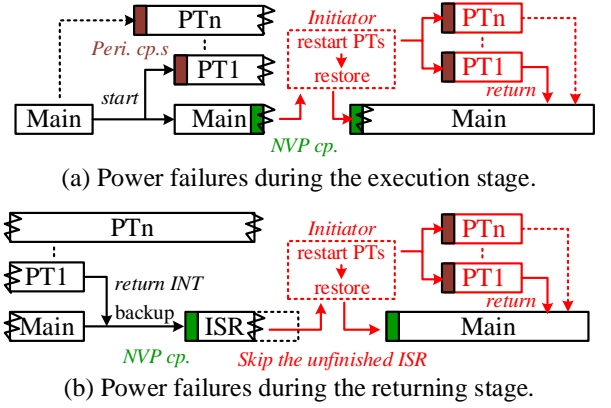 PTn
Initiator
PTn
Peri. cp.s
restart PTs
PT1
PT1
start
restore
return
Main
Main
Main
NVP cp.
(a) Power failures during the execution stage.
PTn
Initiator
PTn
restart PTs
PT1
return INT
PT1
restore
backup
return
Main
ISR
Main
NVP cp.
Skip the unfinished ISR
(b) Power failures during the returning stage.